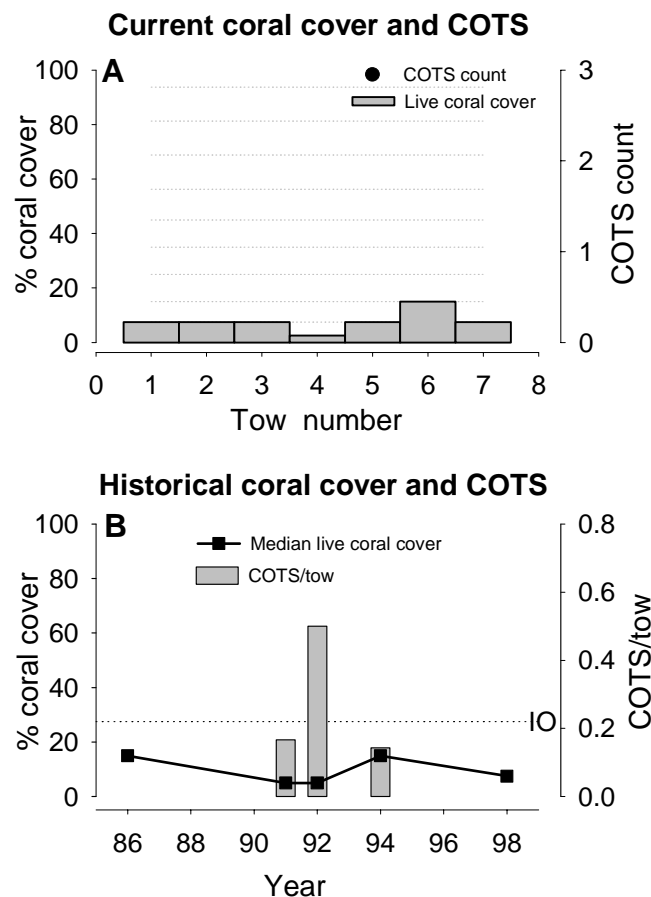 Current coral cover and COTS
A
COTS count
Live coral cover
100
80
60
40
20
0
% coral cover
3
2
1
0
COTS count
0 1 2 3 4 5 6 7 8
Tow number
Historical coral cover and COTS
B
Median live coral cover
COTS/tow
100
80
60
40
20
0
% coral cover
0.8
0.6
0.4
0.2
0.0
COTS/tow
IO
86 88 90 92 94 96 98
Year